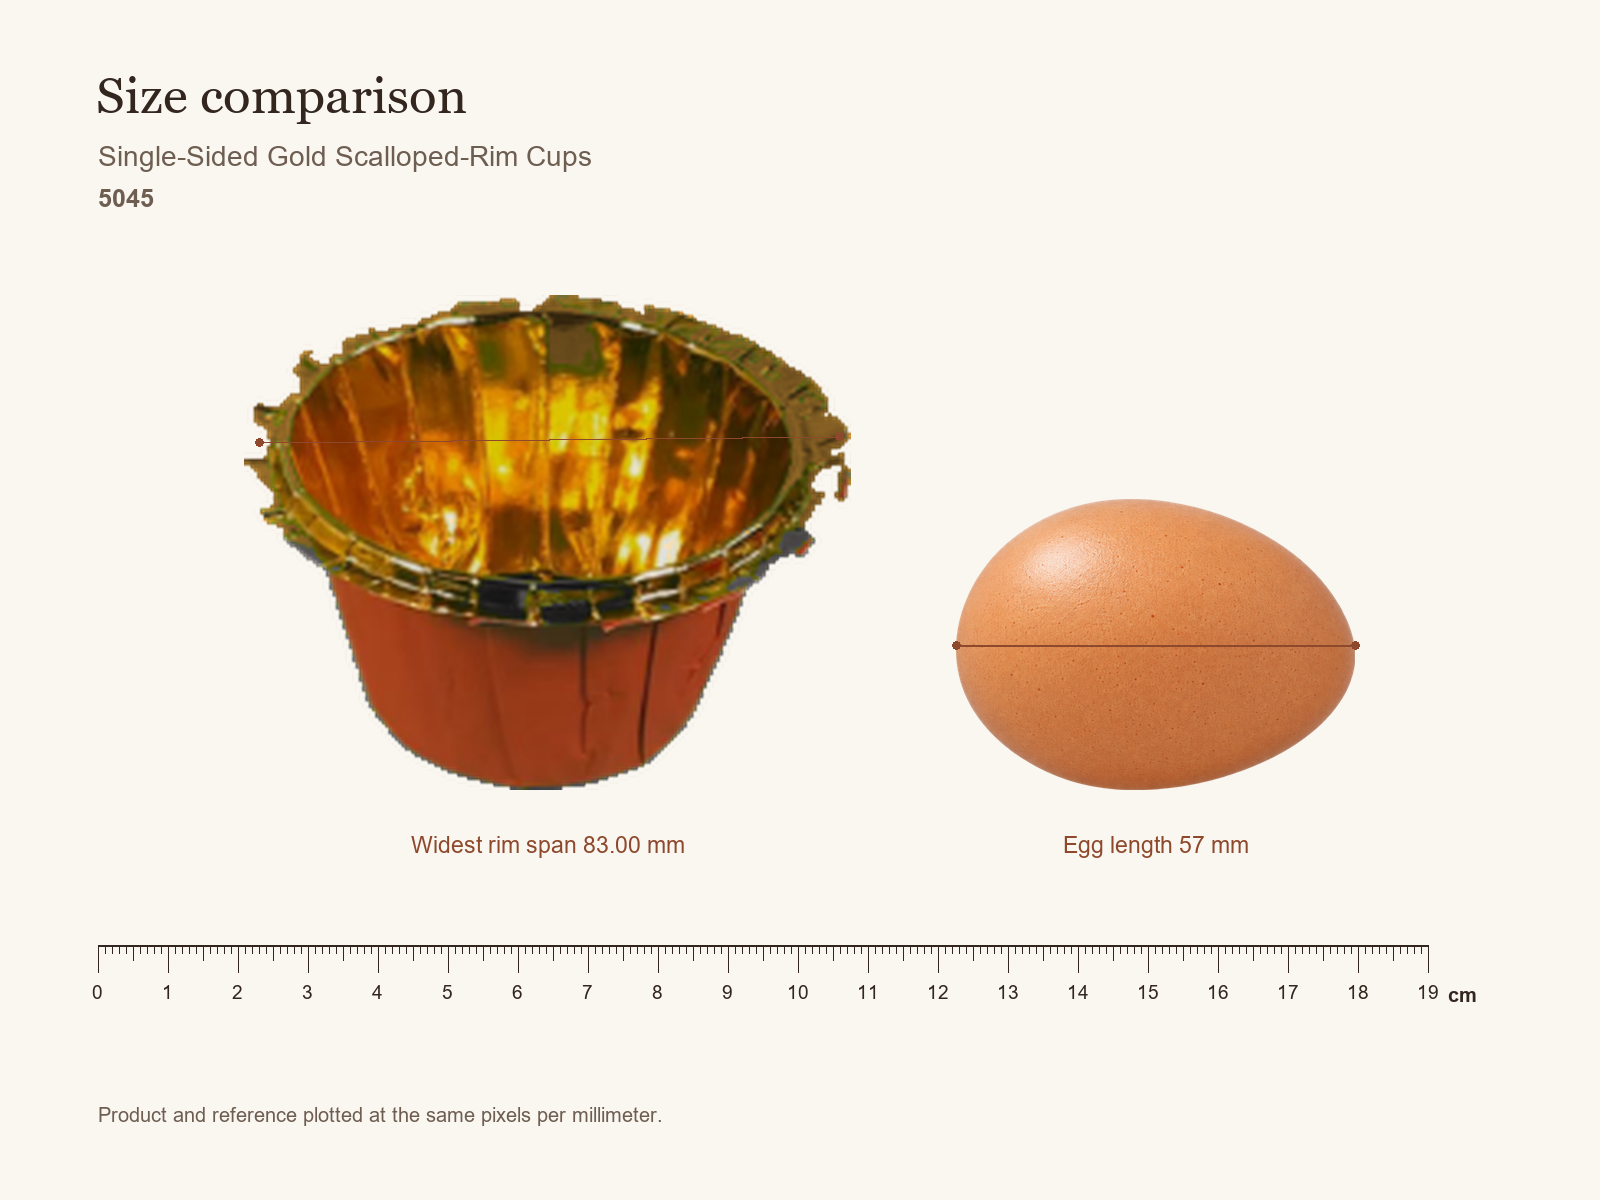 Size comparison
Single-Sided Gold Scalloped-Rim Cups
5045
Widest rim span 83.00 mm
Egg length 57 mm
0 1 2 3 4 5 6 7 8 9 10 11 12 13 14 15 16 17 18 19 cm
Product and reference plotted at the same pixels per millimeter.